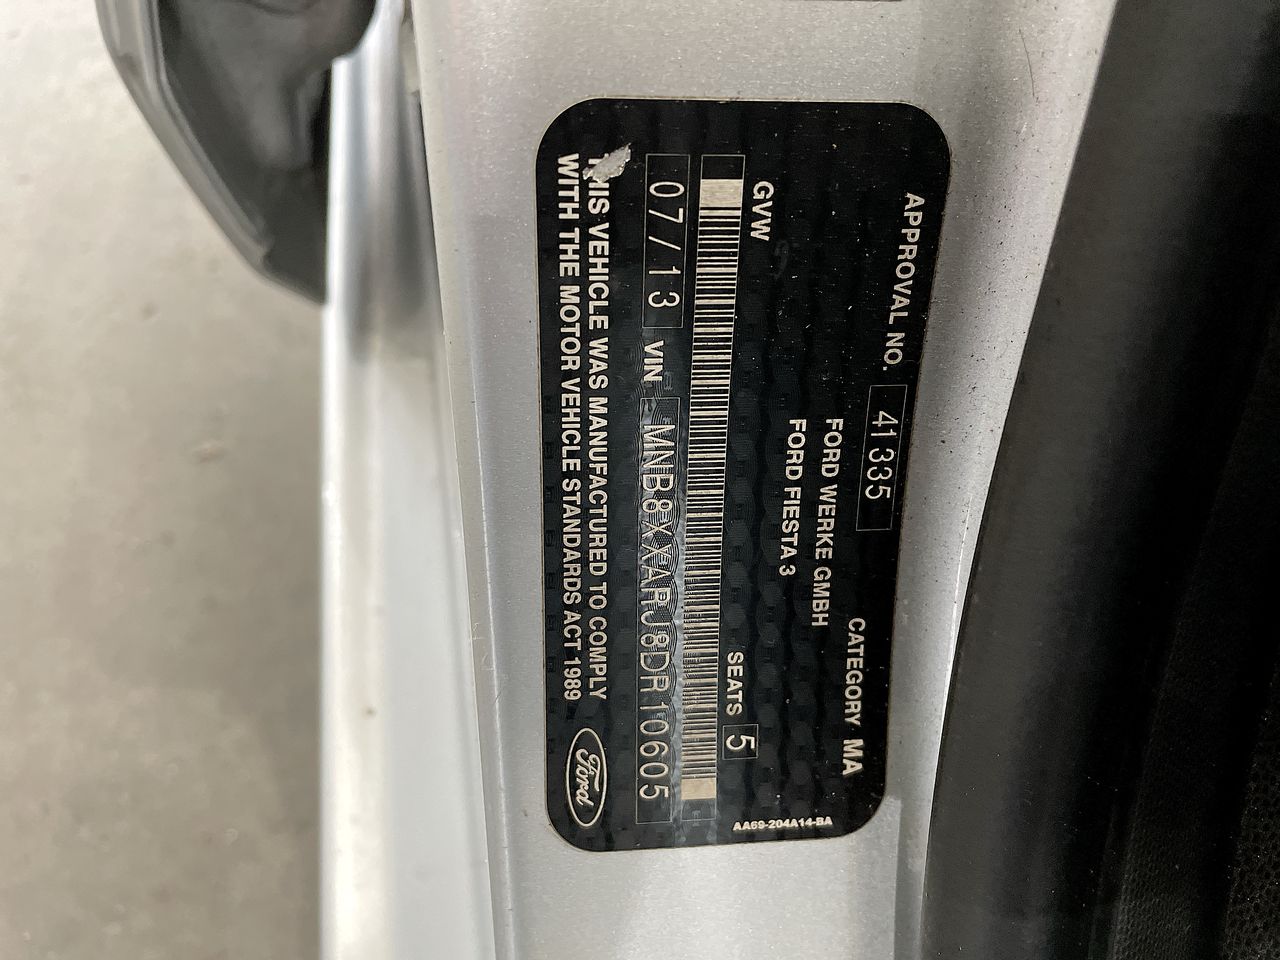 APPROVAL NO. 41335 CATEGORY MA
FORD WERKE GMBH
FORD FIESTA 3
GVW SEATS 5
07/13 VIN MNB8XXARJ8DR10605
THIS VEHICLE WAS MANUFACTURED TO COMPLY
WITH THE MOTOR VEHICLE STANDARDS ACT 1989
Ford
AA69-204A14-BA